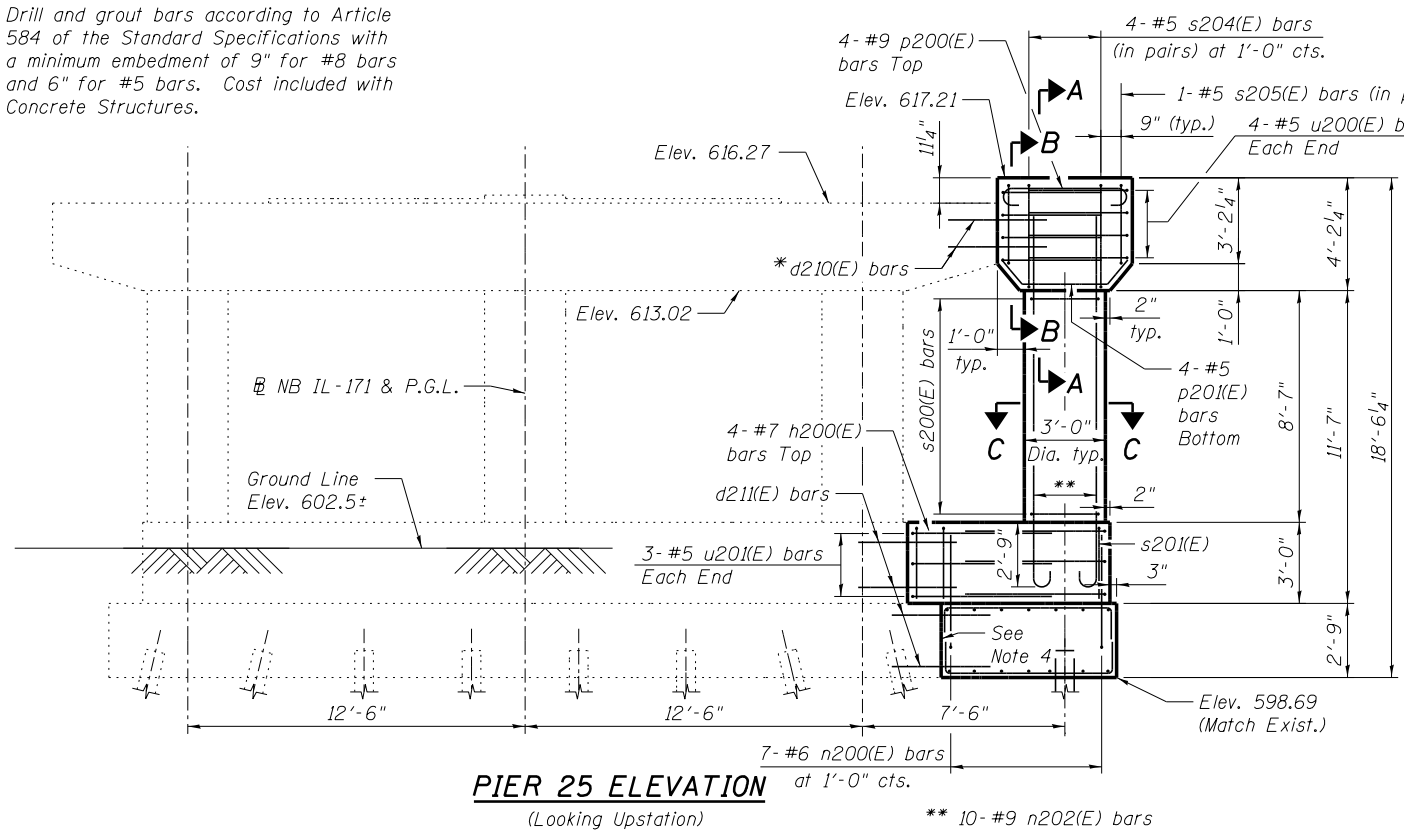 Drill and grout bars according to Article
584 of the Standard Specifications with
a minimum embedment of 9" for #8 bars
and 6" for #5 bars. Cost included with
Concrete Structures.
4-#9 p200(E)
bars Top
4-#5 s204(E) bars
(in pairs) at 1'-0" cts.
A
Elev. 617.21
1-#5 s205(E) bars (in p
9" (typ.)
4-#5 u200(E) b
Each End
11¼"
B
Elev. 616.27
3'-2¼"
4'-2¼"
* d210(E) bars
Elev. 613.02
1'-0"
typ.
B
2"
typ.
1'-0"
℄ NB IL-171 & P.G.L.
s200(E) bars
A
4-#5
p201(E)
bars
Bottom
8'-7"
11'-7"
18'-6¼"
4-#7 h200(E)
bars Top
C
3'-0"
Dia. typ.
C
Ground Line
Elev. 602.5±
d211(E) bars
**
2"
3-#5 u201(E) bars
Each End
2'-9"
s201(E)
3"
3'-0"
See
Note 4
2'-9"
Elev. 598.69
(Match Exist.)
12'-6"
12'-6"
7'-6"
7-#6 n200(E) bars
at 1'-0" cts.
PIER 25 ELEVATION
(Looking Upstation)
** 10-#9 n202(E) bars